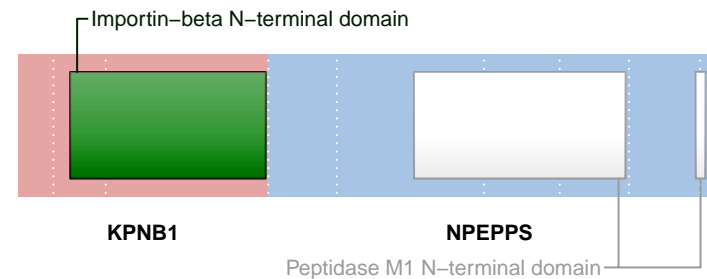 Importin−beta N−terminal domain
KPNB1
NPEPPS
Peptidase M1 N−terminal domain